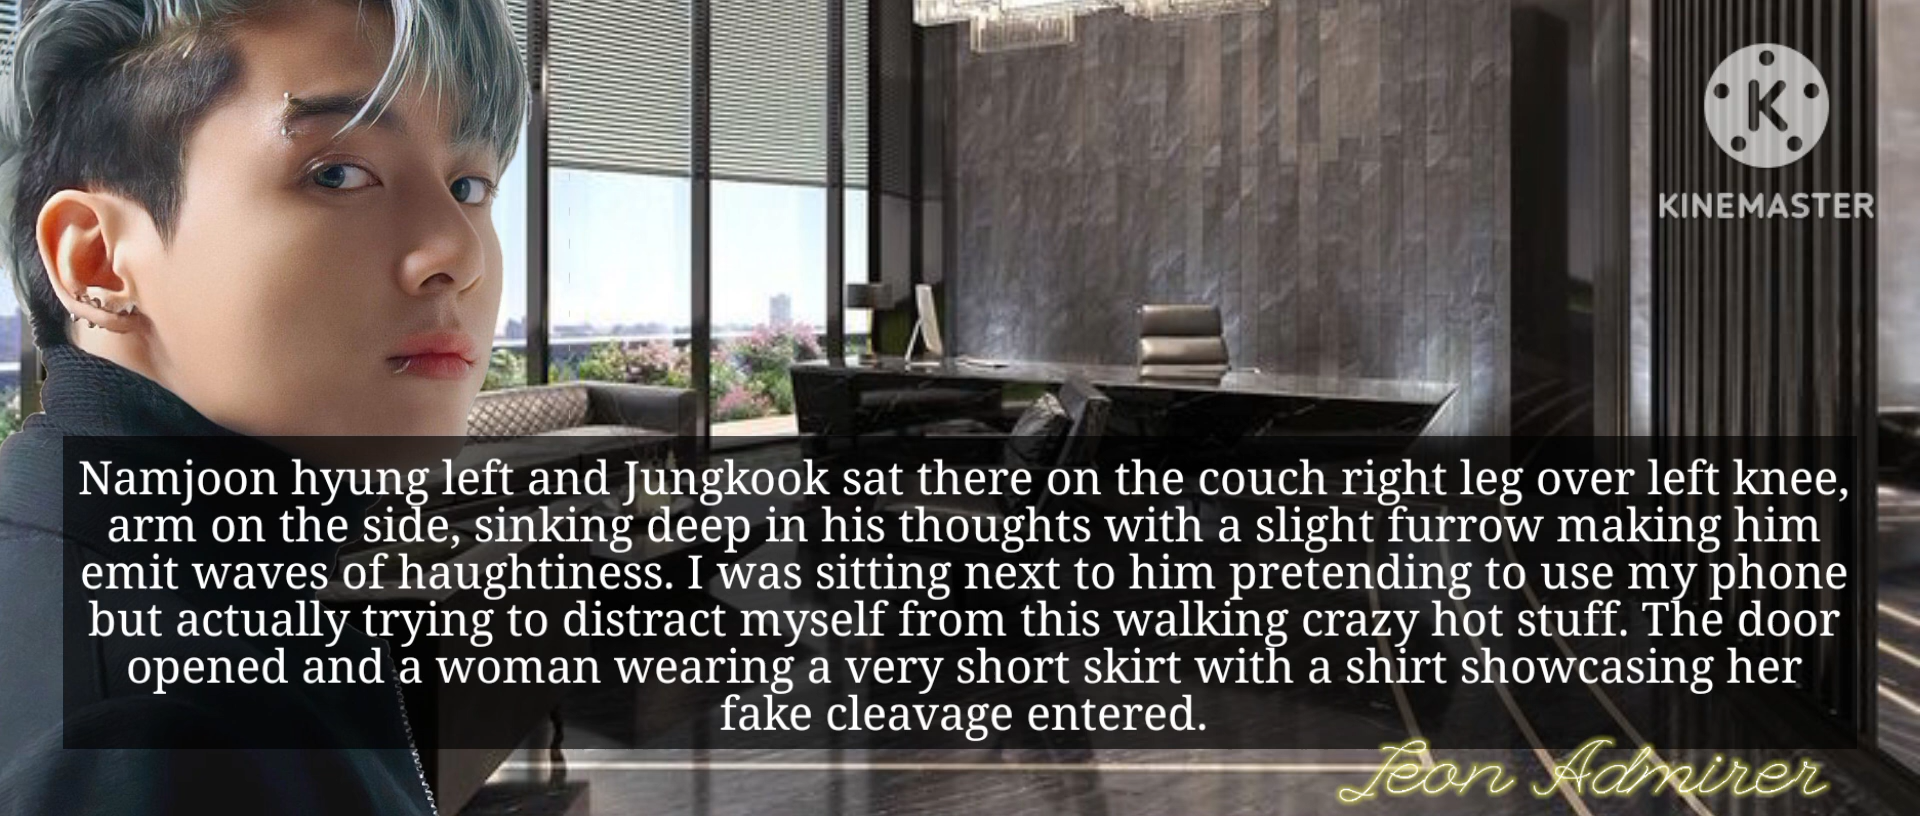 KINEMASTER
Namjoon hyung left and Jungkook sat there on the couch right leg over left knee,
arm on the side, sinking deep in his thoughts with a slight furrow making him
emit waves of haughtiness. I was sitting next to him pretending to use my phone
but actually trying to distract myself from this walking crazy hot stuff. The door
opened and a woman wearing a very short skirt with a shirt showcasing her
fake cleavage entered.
Jeon Admirer